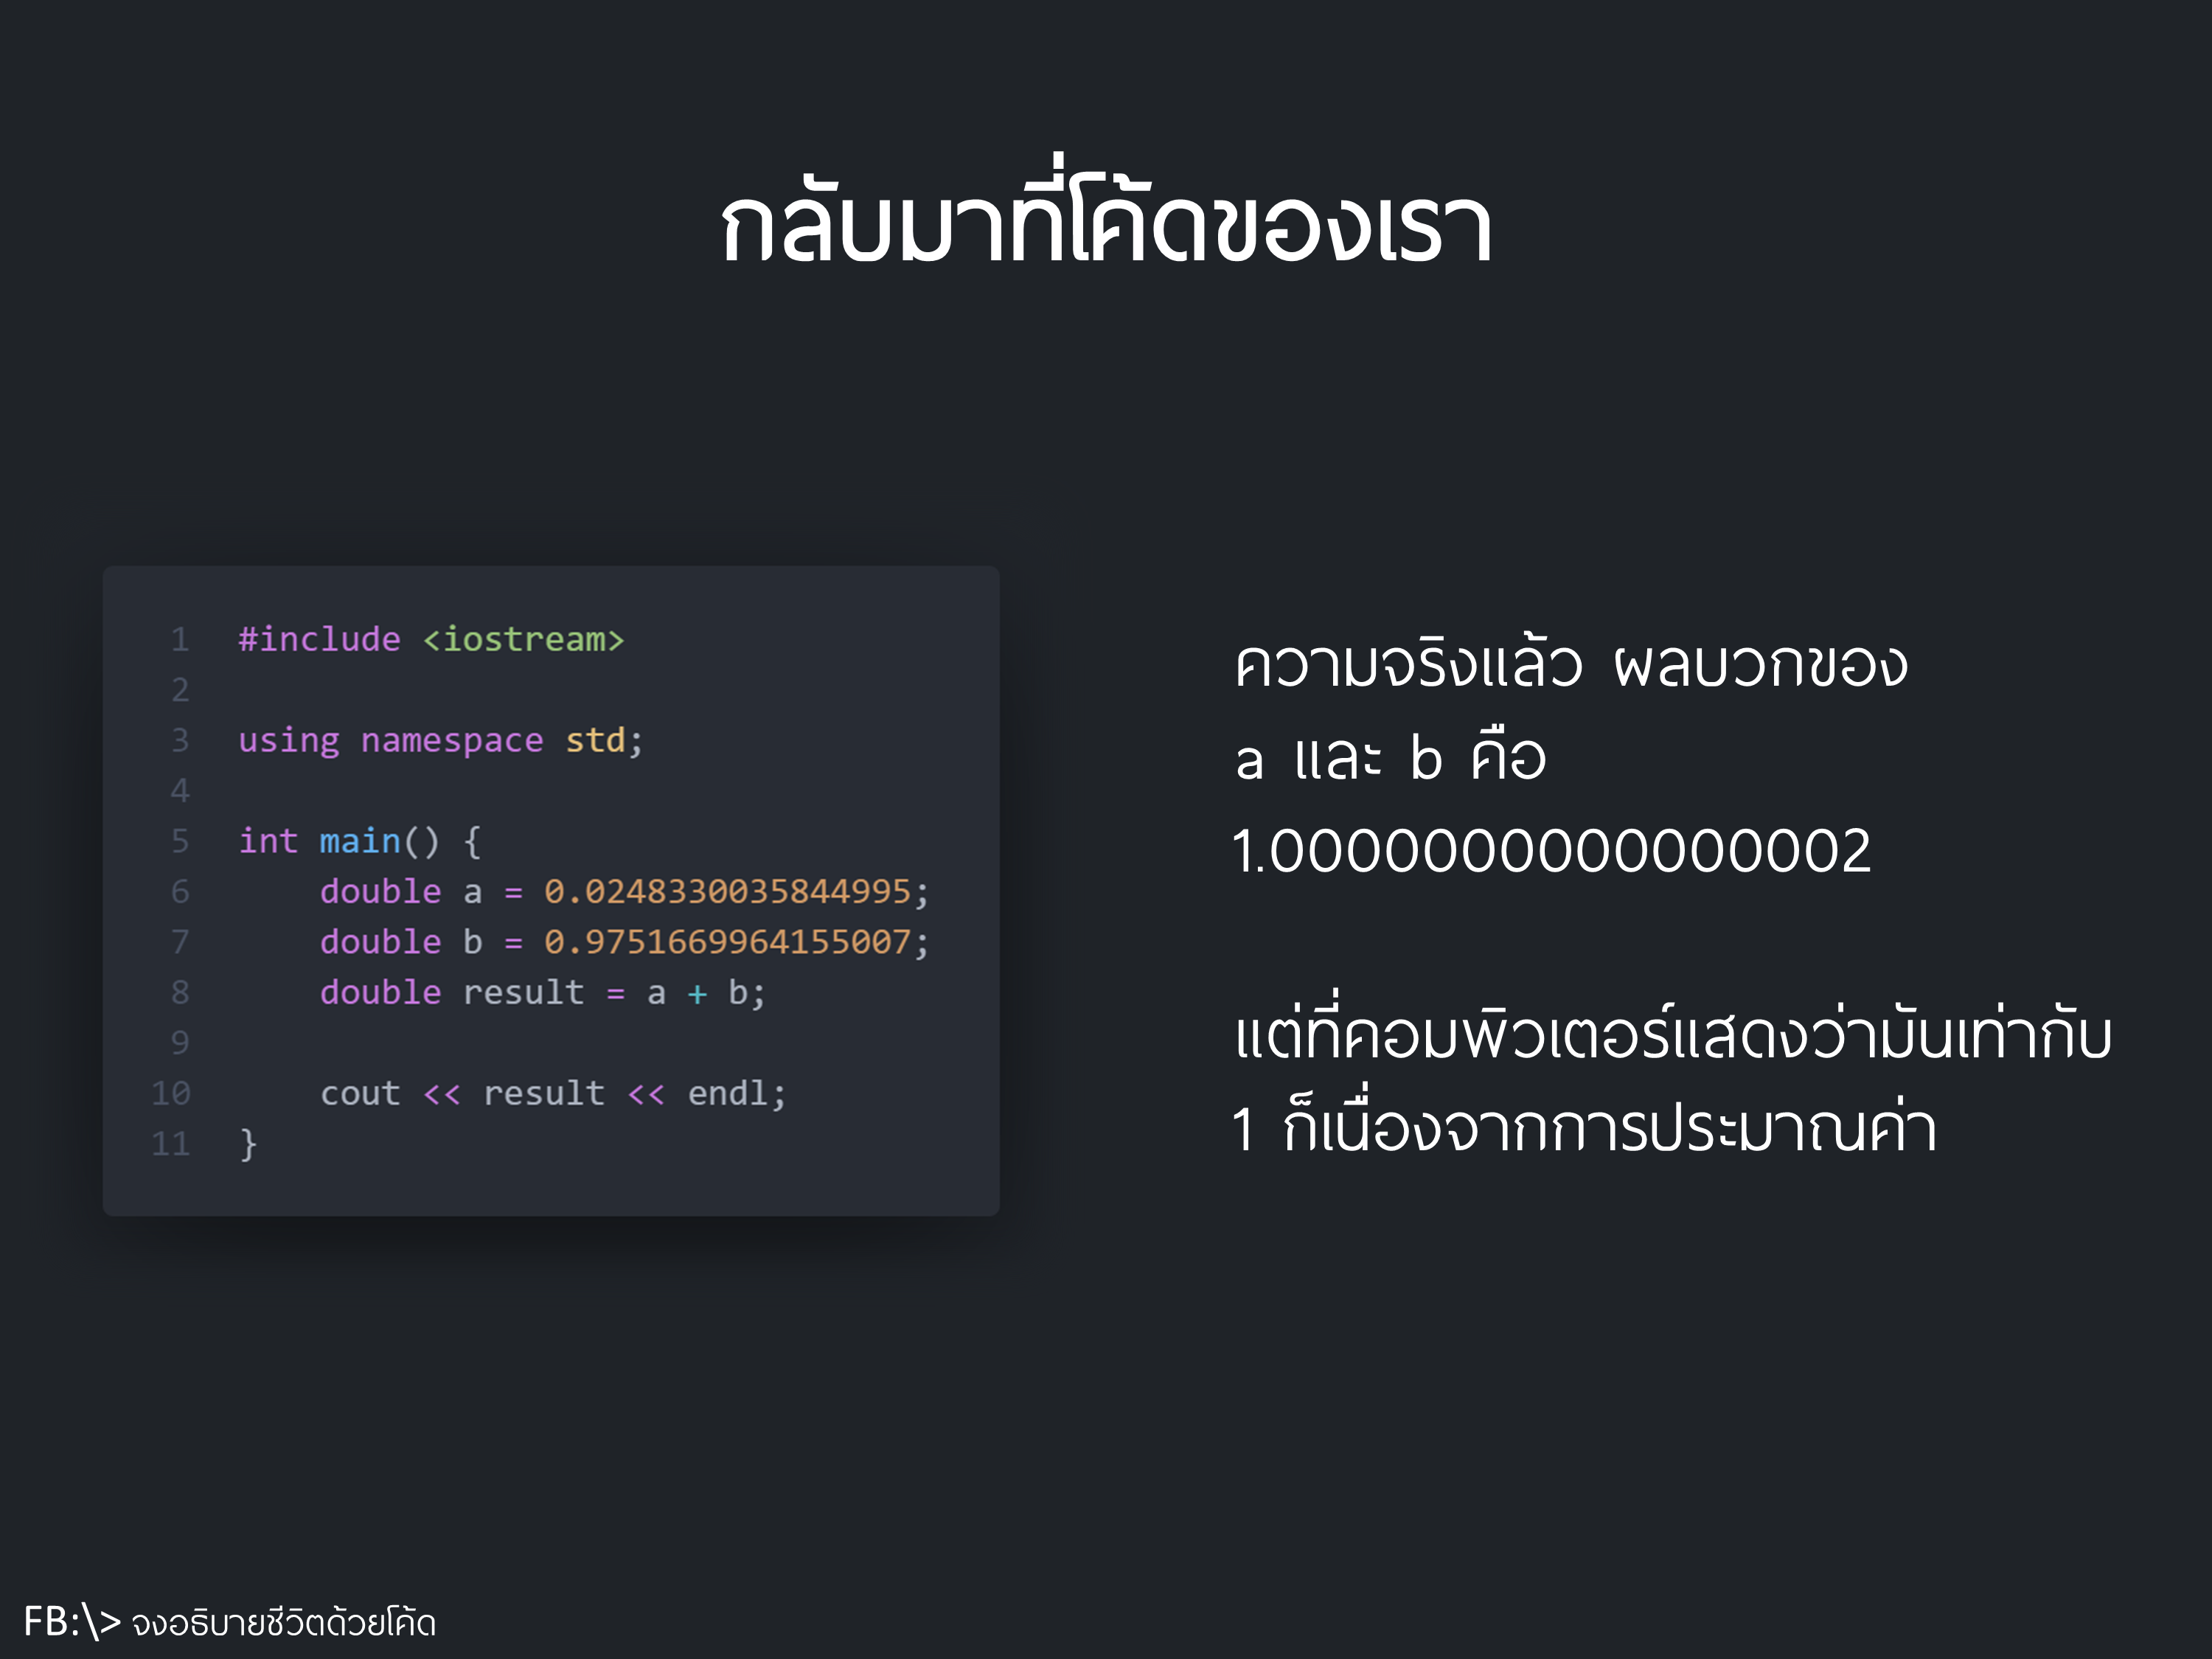 กลับมาที่โค้ดของเรา
1 #include <iostream>
2
3 using namespace std;
4
5 int main() {
6 double a = 0.0248330035844995;
7 double b = 0.9751669964155007;
8 double result = a + b;
9
10 cout << result << endl;
11 }
ความจริงแล้ว ผลบวกของ
a และ b คือ
1.0000000000000002
แต่ที่คอมพิวเตอร์แสดงว่ามันเท่ากับ
1 ก็เนื่องจากการประมาณค่า
FB:\> จงอธิบายชีวิตด้วยโค้ด